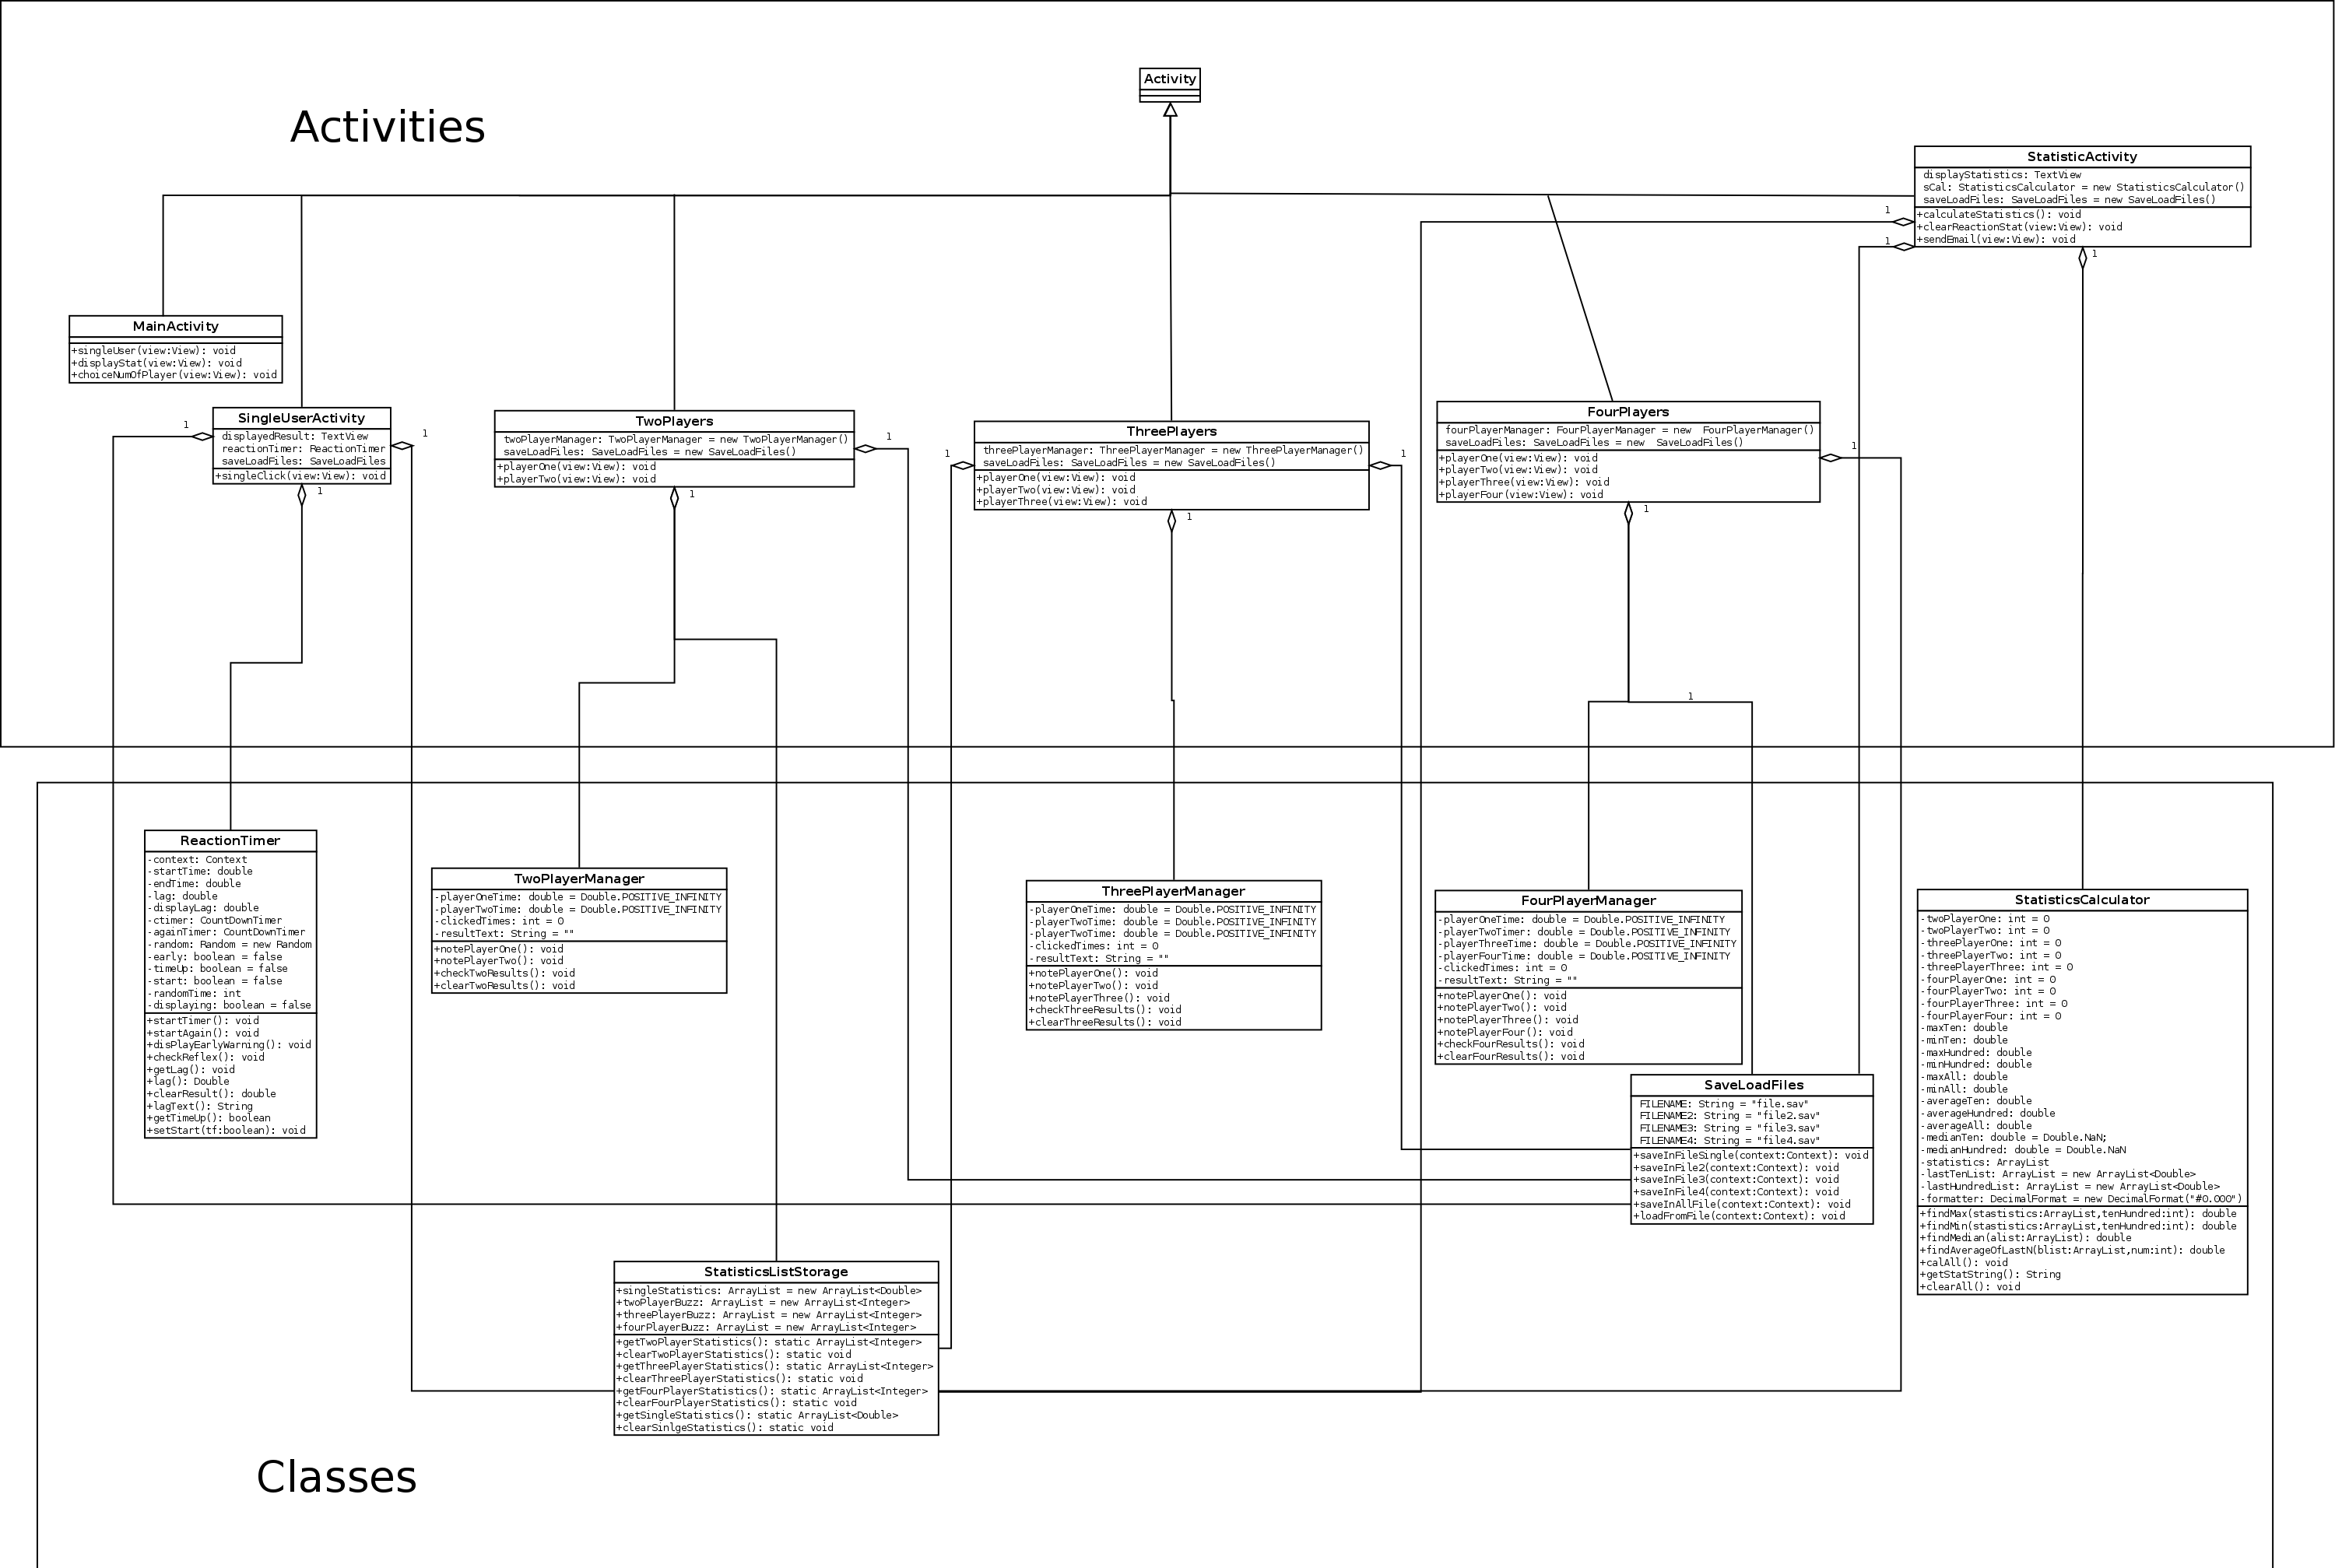 Activities
Activity
StatisticActivity
displayStatistics: TextView
sCal: StatisticsCalculator = new StatisticsCalculator()
saveLoadFiles: SaveLoadFiles = new SaveLoadFiles()
+calculateStatistics(): void
+clearReactionStat(view:View): void
+sendEmail(view:View): void
1
1
1
MainActivity
+singleUser(view:View): void
+displayStat(view:View): void
+choiceNumOfPlayer(view:View): void
SingleUserActivity
displayedResult: TextView
reactionTimer: ReactionTimer
saveLoadFiles: SaveLoadFiles
+singleClick(view:View): void
1
1
1
TwoPlayers
twoPlayerManager: TwoPlayerManager = new TwoPlayerManager()
saveLoadFiles: SaveLoadFiles = new SaveLoadFiles()
+playerOne(view:View): void
+playerTwo(view:View): void
1
1
ThreePlayers
threePlayerManager: ThreePlayerManager = new ThreePlayerManager()
saveLoadFiles: SaveLoadFiles = new SaveLoadFiles()
+playerOne(view:View): void
+playerTwo(view:View): void
+playerThree(view:View): void
1
1
1
FourPlayers
fourPlayerManager: FourPlayerManager = new  FourPlayerManager()
saveLoadFiles: SaveLoadFiles = new  SaveLoadFiles()
+playerOne(view:View): void
+playerTwo(view:View): void
+playerThree(view:View): void
+playerFour(view:View): void
1
1
1
ReactionTimer
-context: Context
-startTime: double
-endTime: double
-lag: double
-displayLag: double
-ctimer: CountDownTimer
-againTimer: CountDownTimer
-random: Random = new Random
-early: boolean = false
-timeUp: boolean = false
-start: boolean = false
-randomTime: int
-displaying: boolean = false
+startTimer(): void
+startAgain(): void
+disPlayEarlyWarning(): void
+checkReflex(): void
+getLag(): void
+lag(): Double
+clearResult(): double
+lagText(): String
+getTimeUp(): boolean
+setStart(tf:boolean): void
TwoPlayerManager
-playerOneTime: double = Double.POSITIVE_INFINITY
-playerTwoTime: double = Double.POSITIVE_INFINITY
-clickedTimes: int = 0
-resultText: String = ""
+notePlayerOne(): void
+notePlayerTwo(): void
+checkTwoResults(): void
+clearTwoResults(): void
ThreePlayerManager
-playerOneTime: double = Double.POSITIVE_INFINITY
-playerTwoTime: double = Double.POSITIVE_INFINITY
-playerTwoTime: double = Double.POSITIVE_INFINITY
-clickedTimes: int = 0
-resultText: String = ""
+notePlayerOne(): void
+notePlayerTwo(): void
+notePlayerThree(): void
+checkThreeResults(): void
+clearThreeResults(): void
FourPlayerManager
-playerOneTime: double = Double.POSITIVE_INFINITY
-playerTwoTimer: double = Double.POSITIVE_INFINITY
-playerThreeTime: double = Double.POSITIVE_INFINITY
-playerFourTime: double = Double.POSITIVE_INFINITY
-clickedTimes: int = 0
-resultText: String = ""
+notePlayerOne(): void
+notePlayerTwo(): void
+notePlayerThree(): void
+notePlayerFour(): void
+checkFourResults(): void
+clearFourResults(): void
StatisticsCalculator
-twoPlayerOne: int = 0
-twoPlayerTwo: int = 0
-threePlayerOne: int = 0
-threePlayerTwo: int = 0
-threePlayerThree: int = 0
-fourPlayerOne: int = 0
-fourPlayerTwo: int = 0
-fourPlayerThree: int = 0
-fourPlayerFour: int = 0
-maxTen: double
-minTen: double
-maxHundred: double
-minHundred: double
-maxAll: double
-minAll: double
-averageTen: double
-averageHundred: double
-averageAll: double
-medianTen: double = Double.NaN;
-medianHundred: double = Double.NaN
-statistics: ArrayList
-lastTenList: ArrayList = new ArrayList<Double>
-lastHundredList: ArrayList = new ArrayList<Double>
-formatter: DecimalFormat = new DecimalFormat("#0.000")
+findMax(stastistics:ArrayList,tenHundred:int): double
+findMin(stastistics:ArrayList,tenHundred:int): double
+findMedian(alist:ArrayList): double
+findAverageOfLastN(blist:ArrayList,num:int): double
+calAll(): void
+getStatString(): String
+clearAll(): void
SaveLoadFiles
FILENAME: String = "file.sav"
FILENAME2: String = "file2.sav"
FILENAME3: String = "file3.sav"
FILENAME4: String = "file4.sav"
+saveInFileSingle(context:Context): void
+saveInFile2(context:Context): void
+saveInFile3(context:Context): void
+saveInFile4(context:Context): void
+saveInAllFile(context:Context): void
+loadFromFile(context:Context): void
StatisticsListStorage
+singleStatistics: ArrayList = new ArrayList<Double>
+twoPlayerBuzz: ArrayList = new ArrayList<Integer>
+threePlayerBuzz: ArrayList = new ArrayList<Integer>
+fourPlayerBuzz: ArrayList = new ArrayList<Integer>
+getTwoPlayerStatistics(): static ArrayList<Integer>
+clearTwoPlayerStatistics(): static void
+getThreePlayerStatistics(): static ArrayList<Integer>
+clearThreePlayerStatistics(): static void
+getFourPlayerStatistics(): static ArrayList<Integer>
+clearFourPlayerStatistics(): static void
+getSingleStatistics(): static ArrayList<Double>
+clearSinlgeStatistics(): static void
Classes